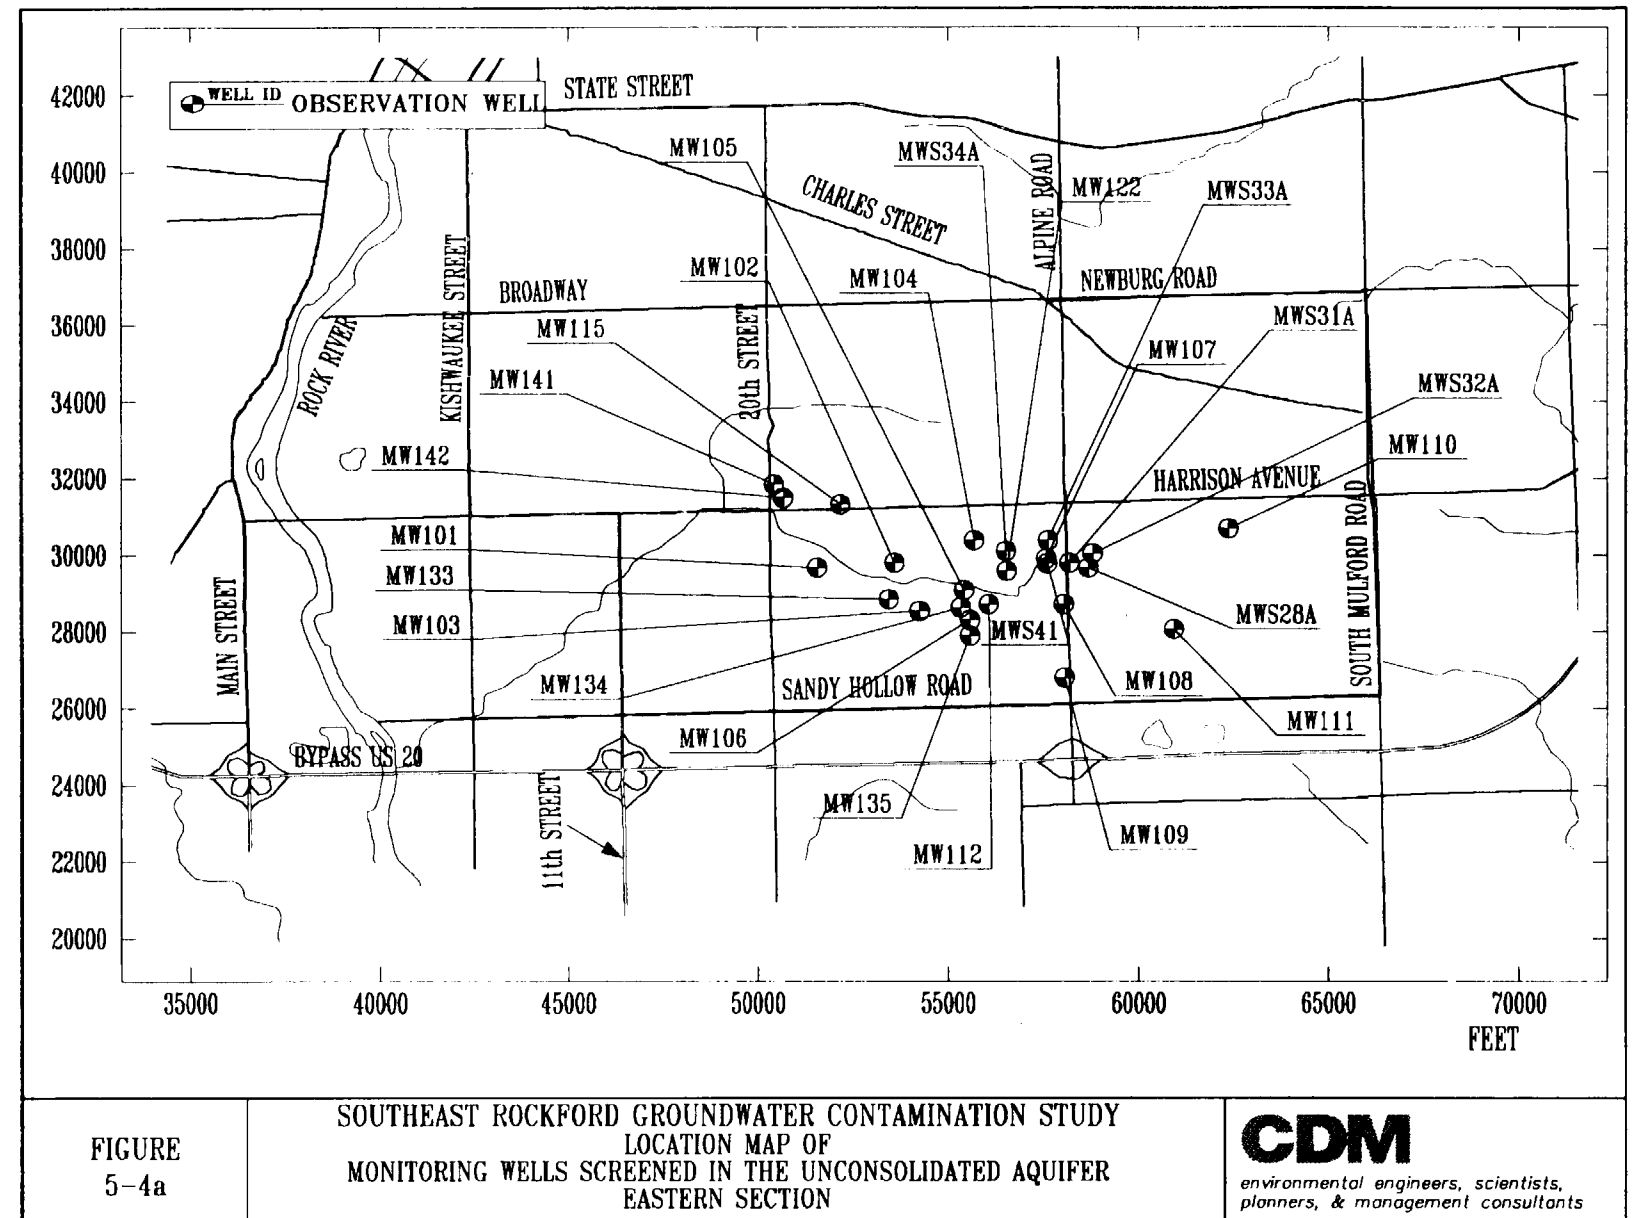 WELL ID OBSERVATION WELL
STATE STREET
42000
40000
38000
36000
34000
32000
30000
28000
26000
24000
22000
20000
MW105
MWS34A
MW122
MWS33A
CHARLES STREET
ALPINE ROAD
MW102
MW104
NEWBURG ROAD
KISHWAUKEE STREET
BROADWAY
MW115
MWS31A
ROCK RIVER
20th STREET
MW107
MW141
MWS32A
MW142
MW110
HARRISON AVENUE
MW101
MW133
MW103
MWS41
MWS28A
MAIN STREET
SOUTH MULFORD ROAD
MW134
SANDY HOLLOW ROAD
MW108
MW106
MW111
BYPASS US 20
MW135
11th STREET
MW112
MW109
35000
40000
45000
50000
55000
60000
65000
70000
FEET
FIGURE
5-4a
SOUTHEAST ROCKFORD GROUNDWATER CONTAMINATION STUDY
LOCATION MAP OF
MONITORING WELLS SCREENED IN THE UNCONSOLIDATED AQUIFER
EASTERN SECTION
CDM
environmental engineers, scientists,
planners, & management consultants